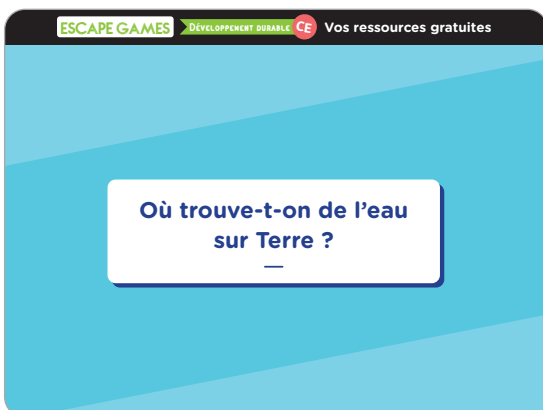 ESCAPE GAMES DÉVELOPPEMENT DURABLE CE Vos ressources gratuites
Où trouve-t-on de l’eau
sur Terre ?